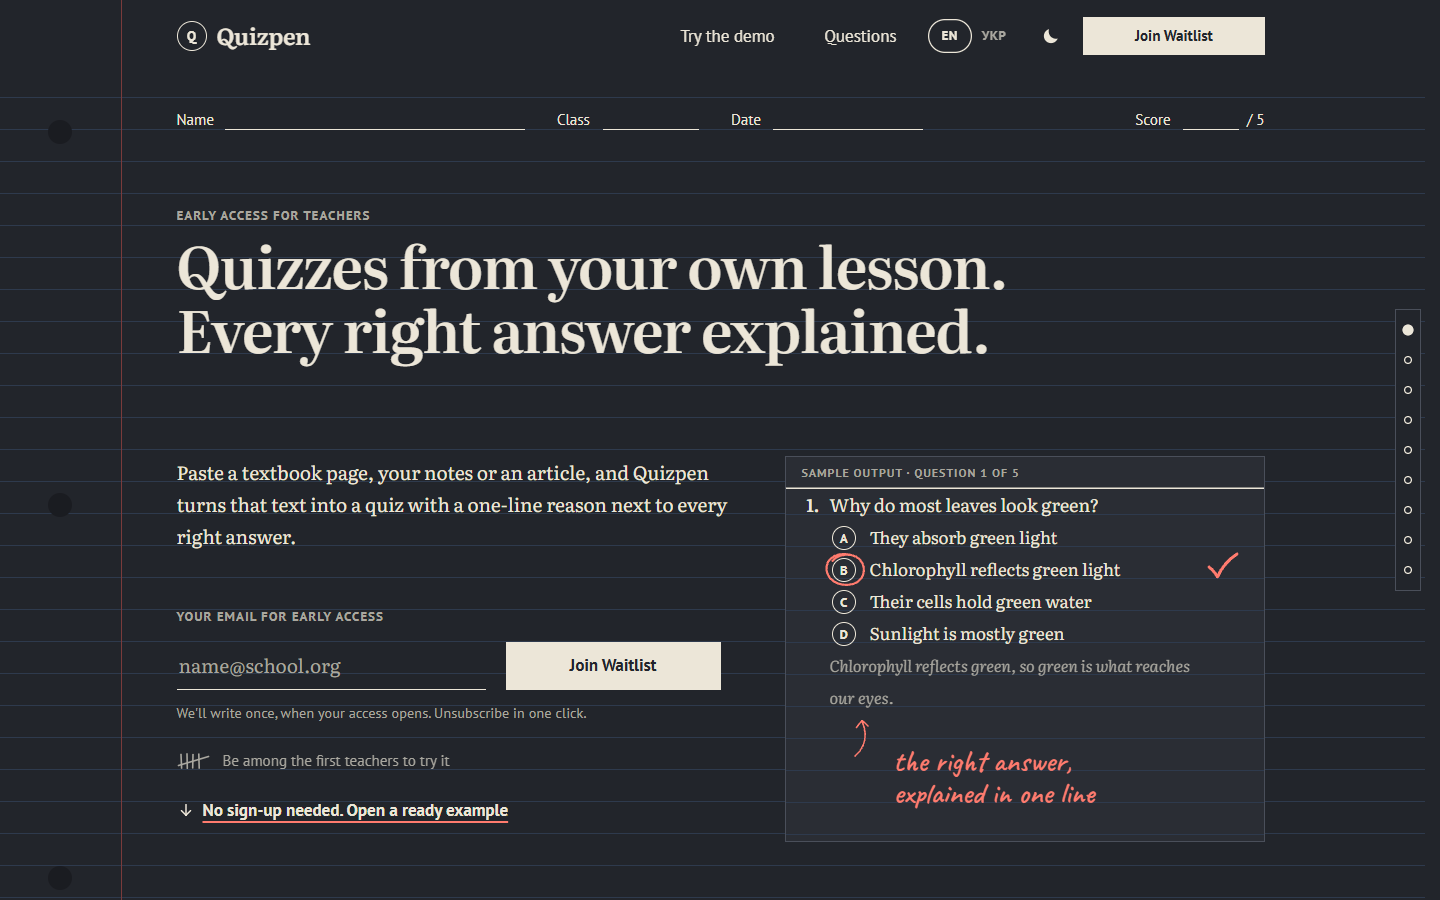 Q Quizpen
Try the demo
Questions
EN
УКР
Join Waitlist
Name
Class
Date
Score / 5
EARLY ACCESS FOR TEACHERS
Quizzes from your own lesson.
Every right answer explained.
Paste a textbook page, your notes or an article, and Quizpen
turns that text into a quiz with a one-line reason next to every
right answer.
YOUR EMAIL FOR EARLY ACCESS
name@school.org
Join Waitlist
We'll write once, when your access opens. Unsubscribe in one click.
Be among the first teachers to try it
No sign-up needed. Open a ready example
SAMPLE OUTPUT · QUESTION 1 OF 5
1. Why do most leaves look green?
A They absorb green light
B Chlorophyll reflects green light
C Their cells hold green water
D Sunlight is mostly green
Chlorophyll reflects green, so green is what reaches
our eyes.
the right answer,
explained in one line